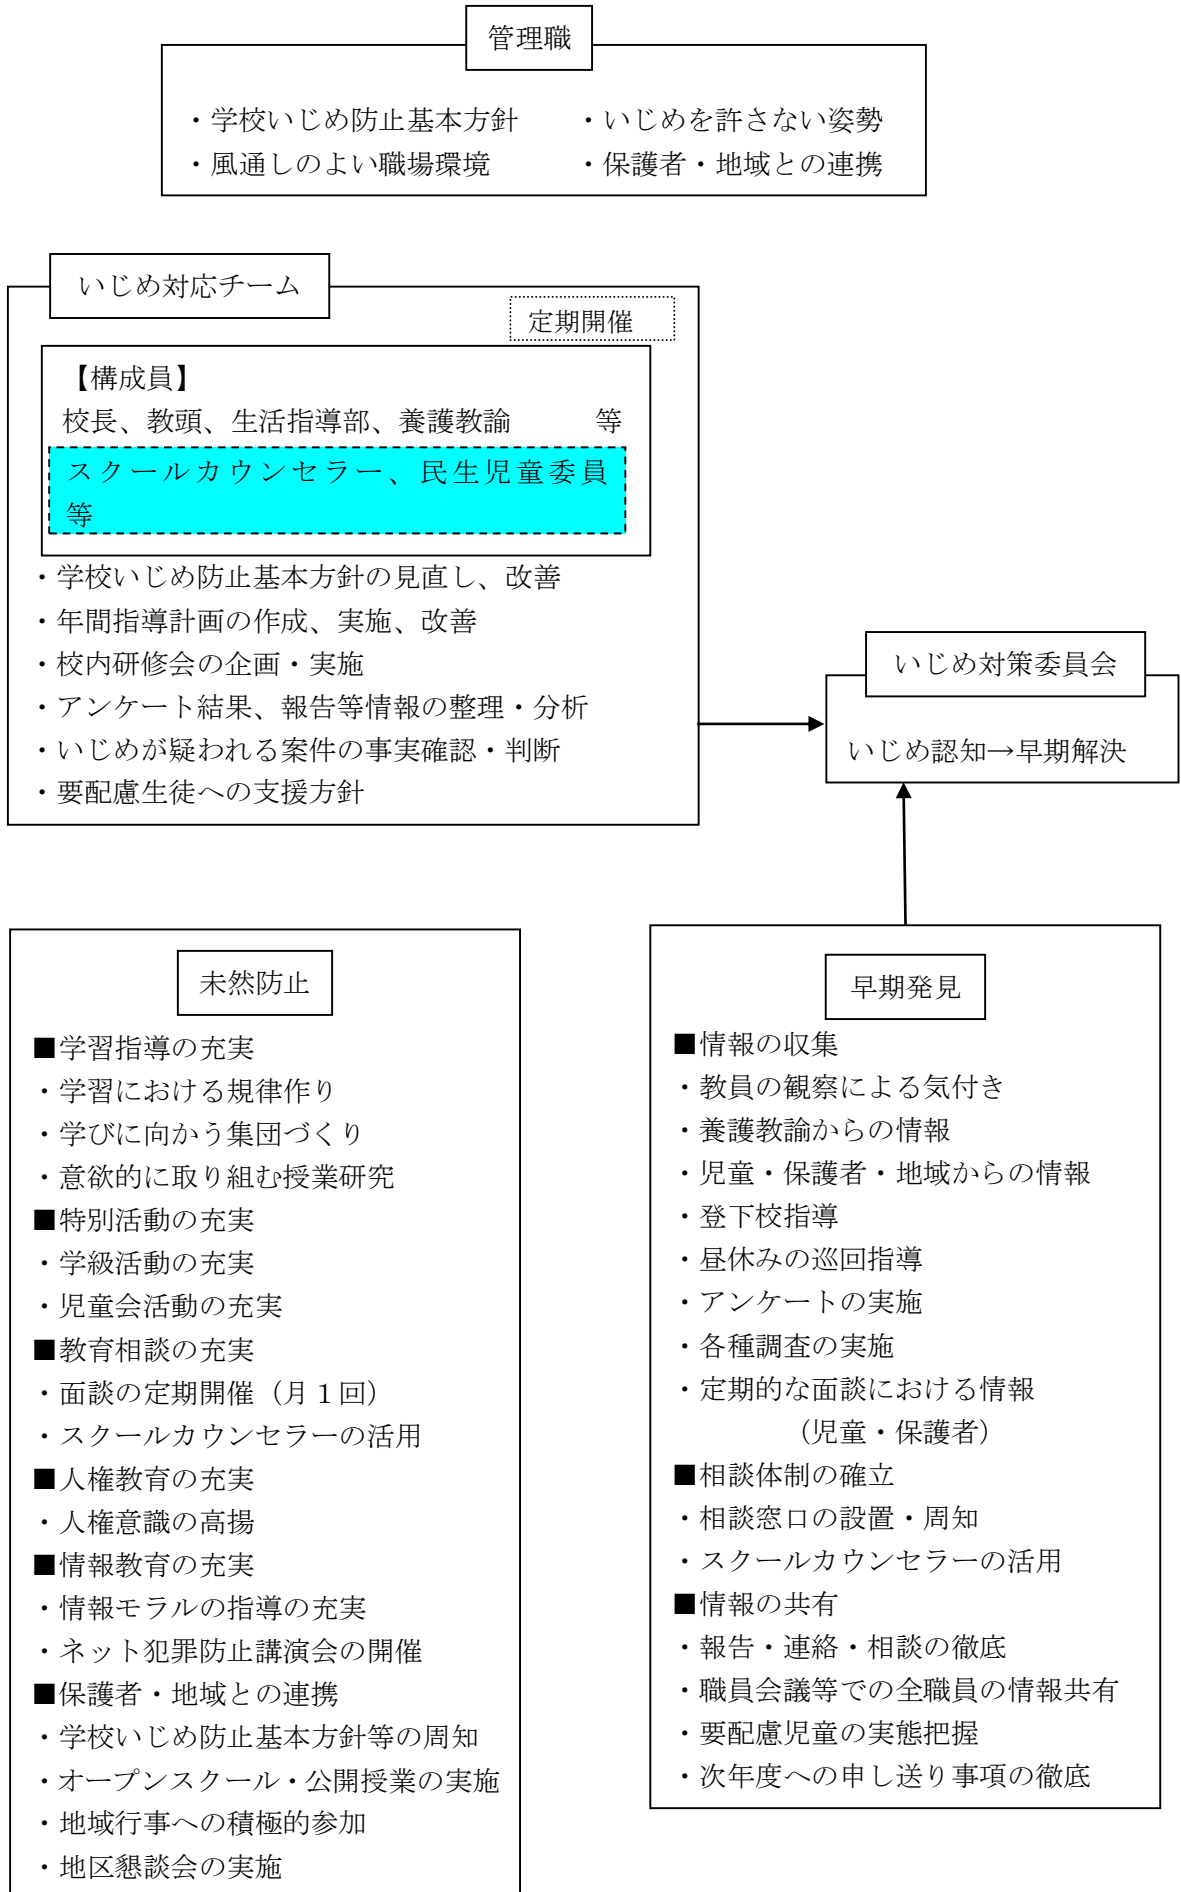 管理職
・学校いじめ防止基本方針　　・いじめを許さない姿勢
・風通しのよい職場環境　　　・保護者・地域との連携
いじめ対応チーム
定期開催
【構成員】
校長、教頭、生活指導部、養護教諭　　　等
スクールカウンセラー、民生児童委員
等
・学校いじめ防止基本方針の見直し、改善
・年間指導計画の作成、実施、改善
・校内研修会の企画・実施
・アンケート結果、報告等情報の整理・分析
・いじめが疑われる案件の事実確認・判断
・要配慮生徒への支援方針
いじめ対策委員会
いじめ認知→早期解決
未然防止
■学習指導の充実
・学習における規律作り
・学びに向かう集団づくり
・意欲的に取り組む授業研究
■特別活動の充実
・学級活動の充実
・児童会活動の充実
■教育相談の充実
・面談の定期開催（月１回）
・スクールカウンセラーの活用
■人権教育の充実
・人権意識の高揚
■情報教育の充実
・情報モラルの指導の充実
・ネット犯罪防止講演会の開催
■保護者・地域との連携
・学校いじめ防止基本方針等の周知
・オープンスクール・公開授業の実施
・地域行事への積極的参加
・地区懇談会の実施
早期発見
■情報の収集
・教員の観察による気付き
・養護教諭からの情報
・児童・保護者・地域からの情報
・登下校指導
・昼休みの巡回指導
・アンケートの実施
・各種調査の実施
・定期的な面談における情報
（児童・保護者）
■相談体制の確立
・相談窓口の設置・周知
・スクールカウンセラーの活用
■情報の共有
・報告・連絡・相談の徹底
・職員会議等での全職員の情報共有
・要配慮児童の実態把握
・次年度への申し送り事項の徹底